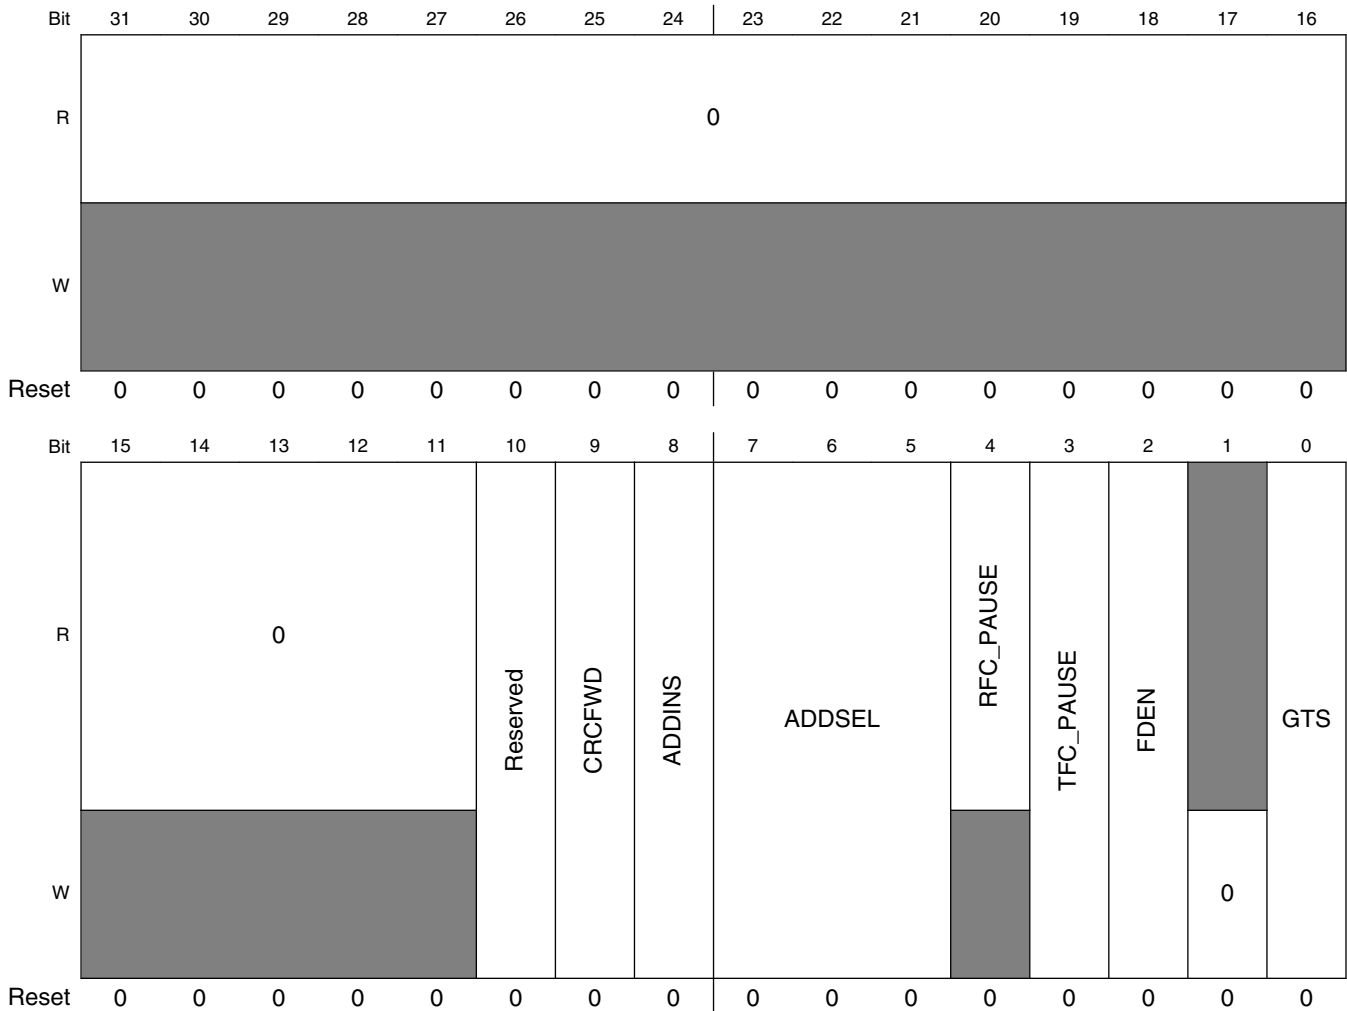 Bit 31 30 29 28 27 26 25 24 23 22 21 20 19 18 17 16
R 0
W
Reset 0 0 0 0 0 0 0 0 0 0 0 0 0 0 0 0
Bit 15 14 13 12 11 10 9 8 7 6 5 4 3 2 1 0
R 0 Reserved CRCFWD ADDINS ADDSEL RFC_PAUSE TFC_PAUSE FDEN GTS
W 0
Reset 0 0 0 0 0 0 0 0 0 0 0 0 0 0 0 0